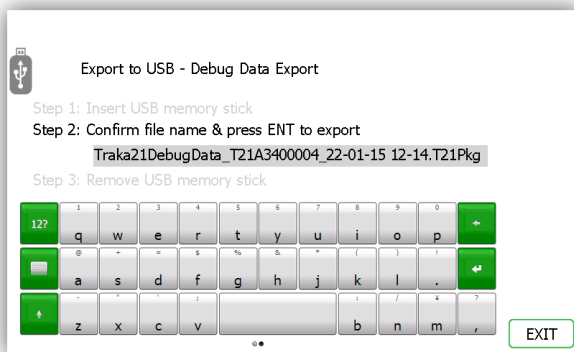 Export to USB - Debug Data Export
Step 1: Insert USB memory stick
Step 2: Confirm file name & press ENT to export
Traka21DebugData_T21A3400004_22-01-15 12-14.T21Pkg
Step 3: Remove USB memory stick
1 2 3 4 5 6 7 8 9 0
12? q w e r t y u i o p
@ + = $ % & * ( ) !
a s d f g h j k l .
- " ' : ; / ¥ ?
z x c v b n m ,
EXIT